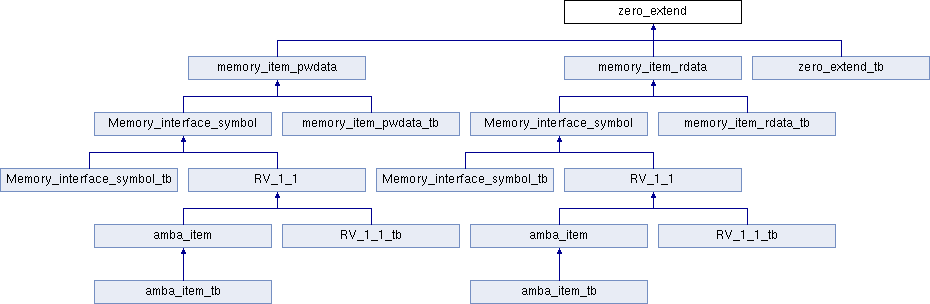 zero_extend
memory_item_pwdata
memory_item_rdata
zero_extend_tb
Memory_interface_symbol
memory_item_pwdata_tb
Memory_interface_symbol
memory_item_rdata_tb
Memory_interface_symbol_tb
RV_1_1
Memory_interface_symbol_tb
RV_1_1
amba_item
RV_1_1_tb
amba_item
RV_1_1_tb
amba_item_tb
amba_item_tb